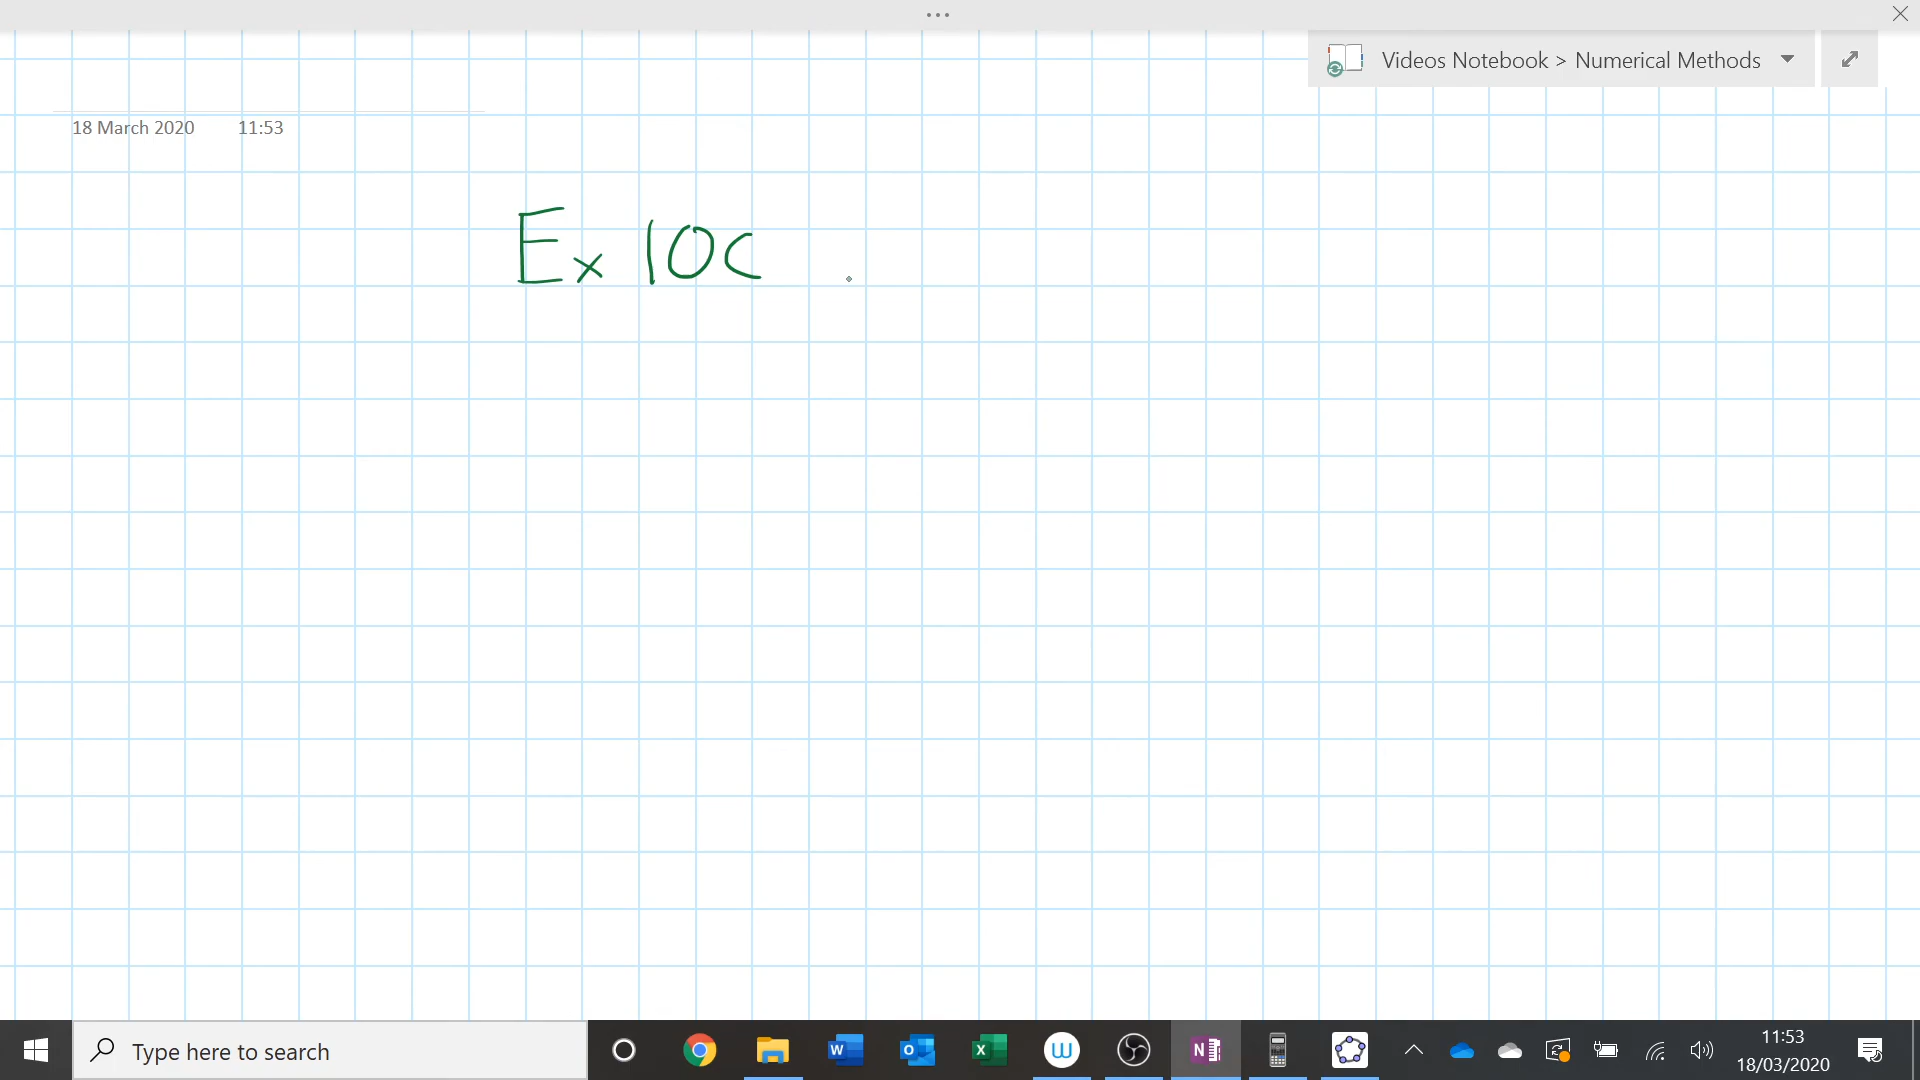 Videos Notebook > Numerical Methods
18 March 2020 11:53
Ex 10C
Type here to search
11:53
18/03/2020